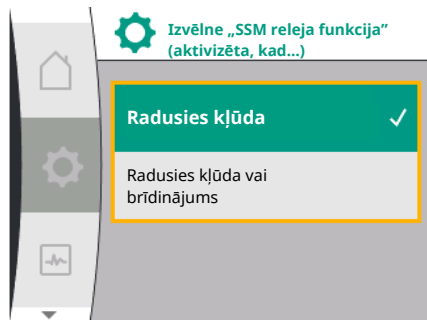 Izvēlne „SSM releja funkcija”
(aktivizēta, kad...)
Radusies kļūda
Radusies kļūda vai
brīdinājums